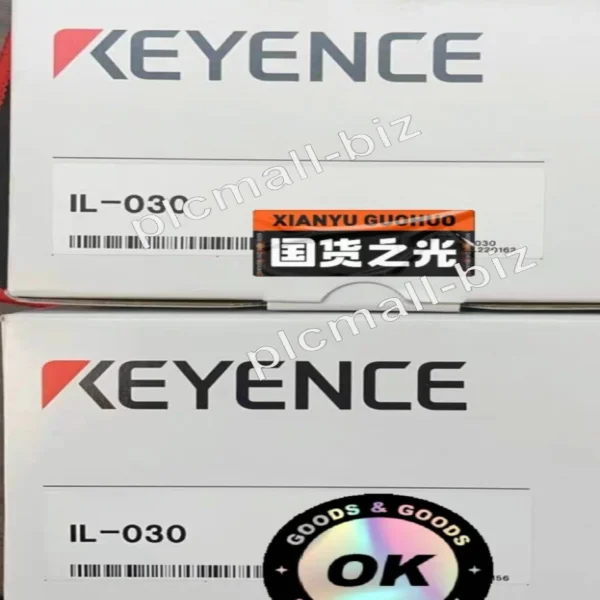 KEYENCE
plcmall-biz
IL-030
XIANYU GUOHUO
国货之光
030
plcmall-biz
KEYENCE
IL-030
GOODS & GOODS
OK